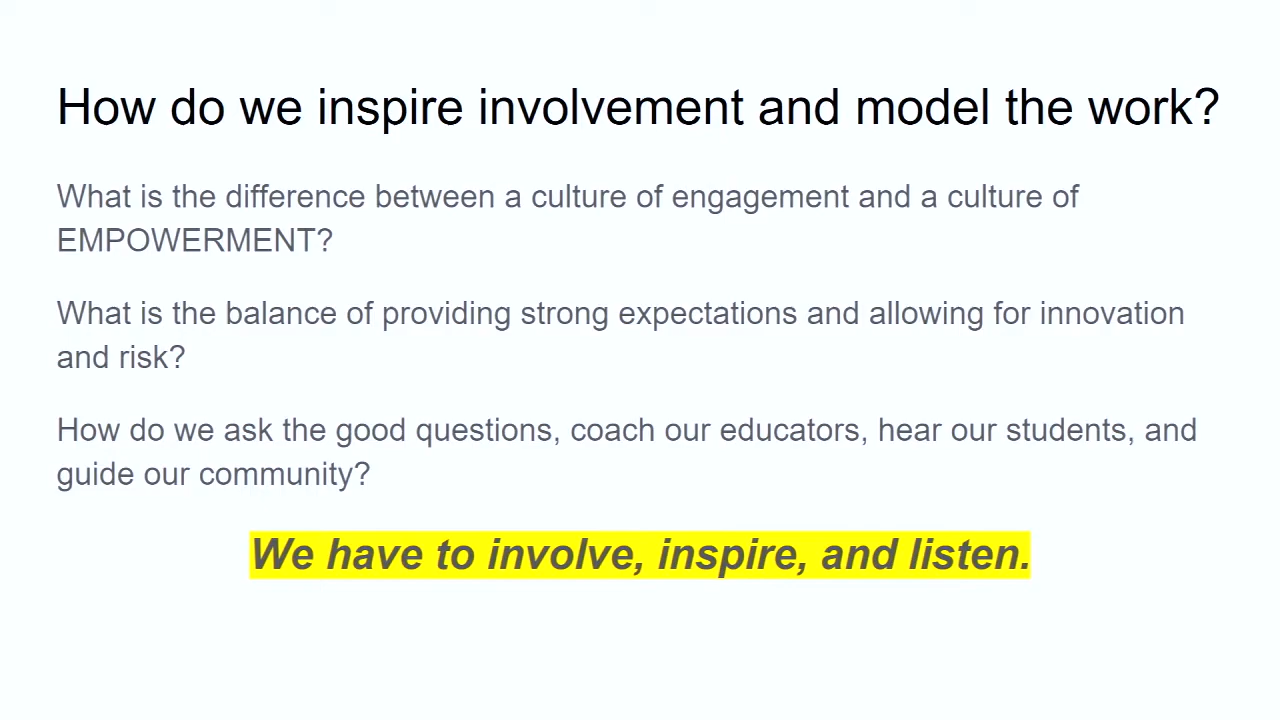 How do we inspire involvement and model the work?
What is the difference between a culture of engagement and a culture of
EMPOWERMENT?
What is the balance of providing strong expectations and allowing for innovation
and risk?
How do we ask the good questions, coach our educators, hear our students, and
guide our community?
We have to involve, inspire, and listen.